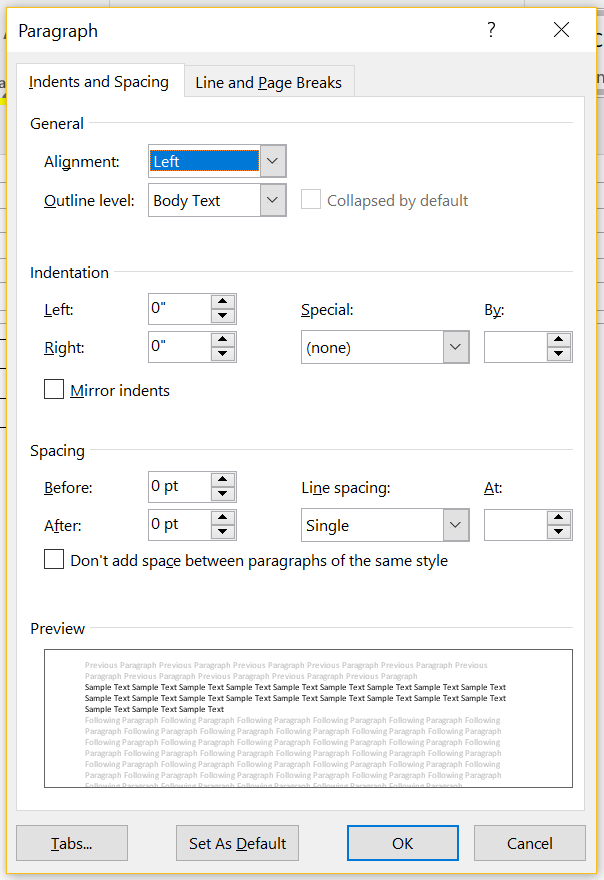 Paragraph ?
Indents and Spacing Line and Page Breaks
General
Alignment: Left
Outline level: Body Text Collapsed by default
Indentation
Left: 0" Special: By:
Right: 0" (none)
Mirror indents
Spacing
Before: 0 pt Line spacing: At:
After: 0 pt Single
Don't add space between paragraphs of the same style
Preview
Previous Paragraph Previous Paragraph Previous Paragraph Previous Paragraph Previous Paragraph Previous
Paragraph Previous Paragraph Previous Paragraph Previous Paragraph Previous Paragraph
Sample Text Sample Text Sample Text Sample Text Sample Text Sample Text Sample Text Sample Text Sample Text
Sample Text Sample Text Sample Text Sample Text Sample Text Sample Text Sample Text Sample Text Sample Text
Sample Text Sample Text Sample Text
Following Paragraph Following Paragraph Following Paragraph Following Paragraph Following Paragraph Following
Paragraph Following Paragraph Following Paragraph Following Paragraph Following Paragraph Following
Paragraph Following Paragraph Following Paragraph Following Paragraph Following Paragraph Following
Paragraph Following Paragraph Following Paragraph Following Paragraph Following Paragraph Following
Paragraph Following Paragraph Following Paragraph Following Paragraph Following Paragraph Following
Paragraph Following Paragraph Following Paragraph Following Paragraph Following Paragraph Following
Paragraph Following Paragraph Following Paragraph Following Paragraph Following Paragraph
Tabs... Set As Default OK Cancel